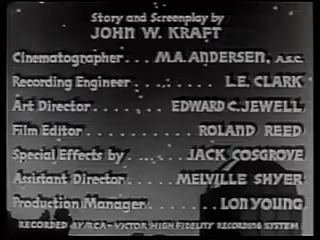 Story and Screenplay by
JOHN W. KRAFT
Cinematographer... M.A. ANDERSEN, A.S.C.
Recording Engineer..... L.E. CLARK
Art Director....... EDWARD C. JEWELL
Film Editor........ ROLAND REED
Special Effects by.... JACK COSGROVE
Assistant Director.... MELVILLE SHYER
Production Manager....... LON YOUNG
RECORDED BY RCA-VICTOR HIGH FIDELITY RECORDING SYSTEM